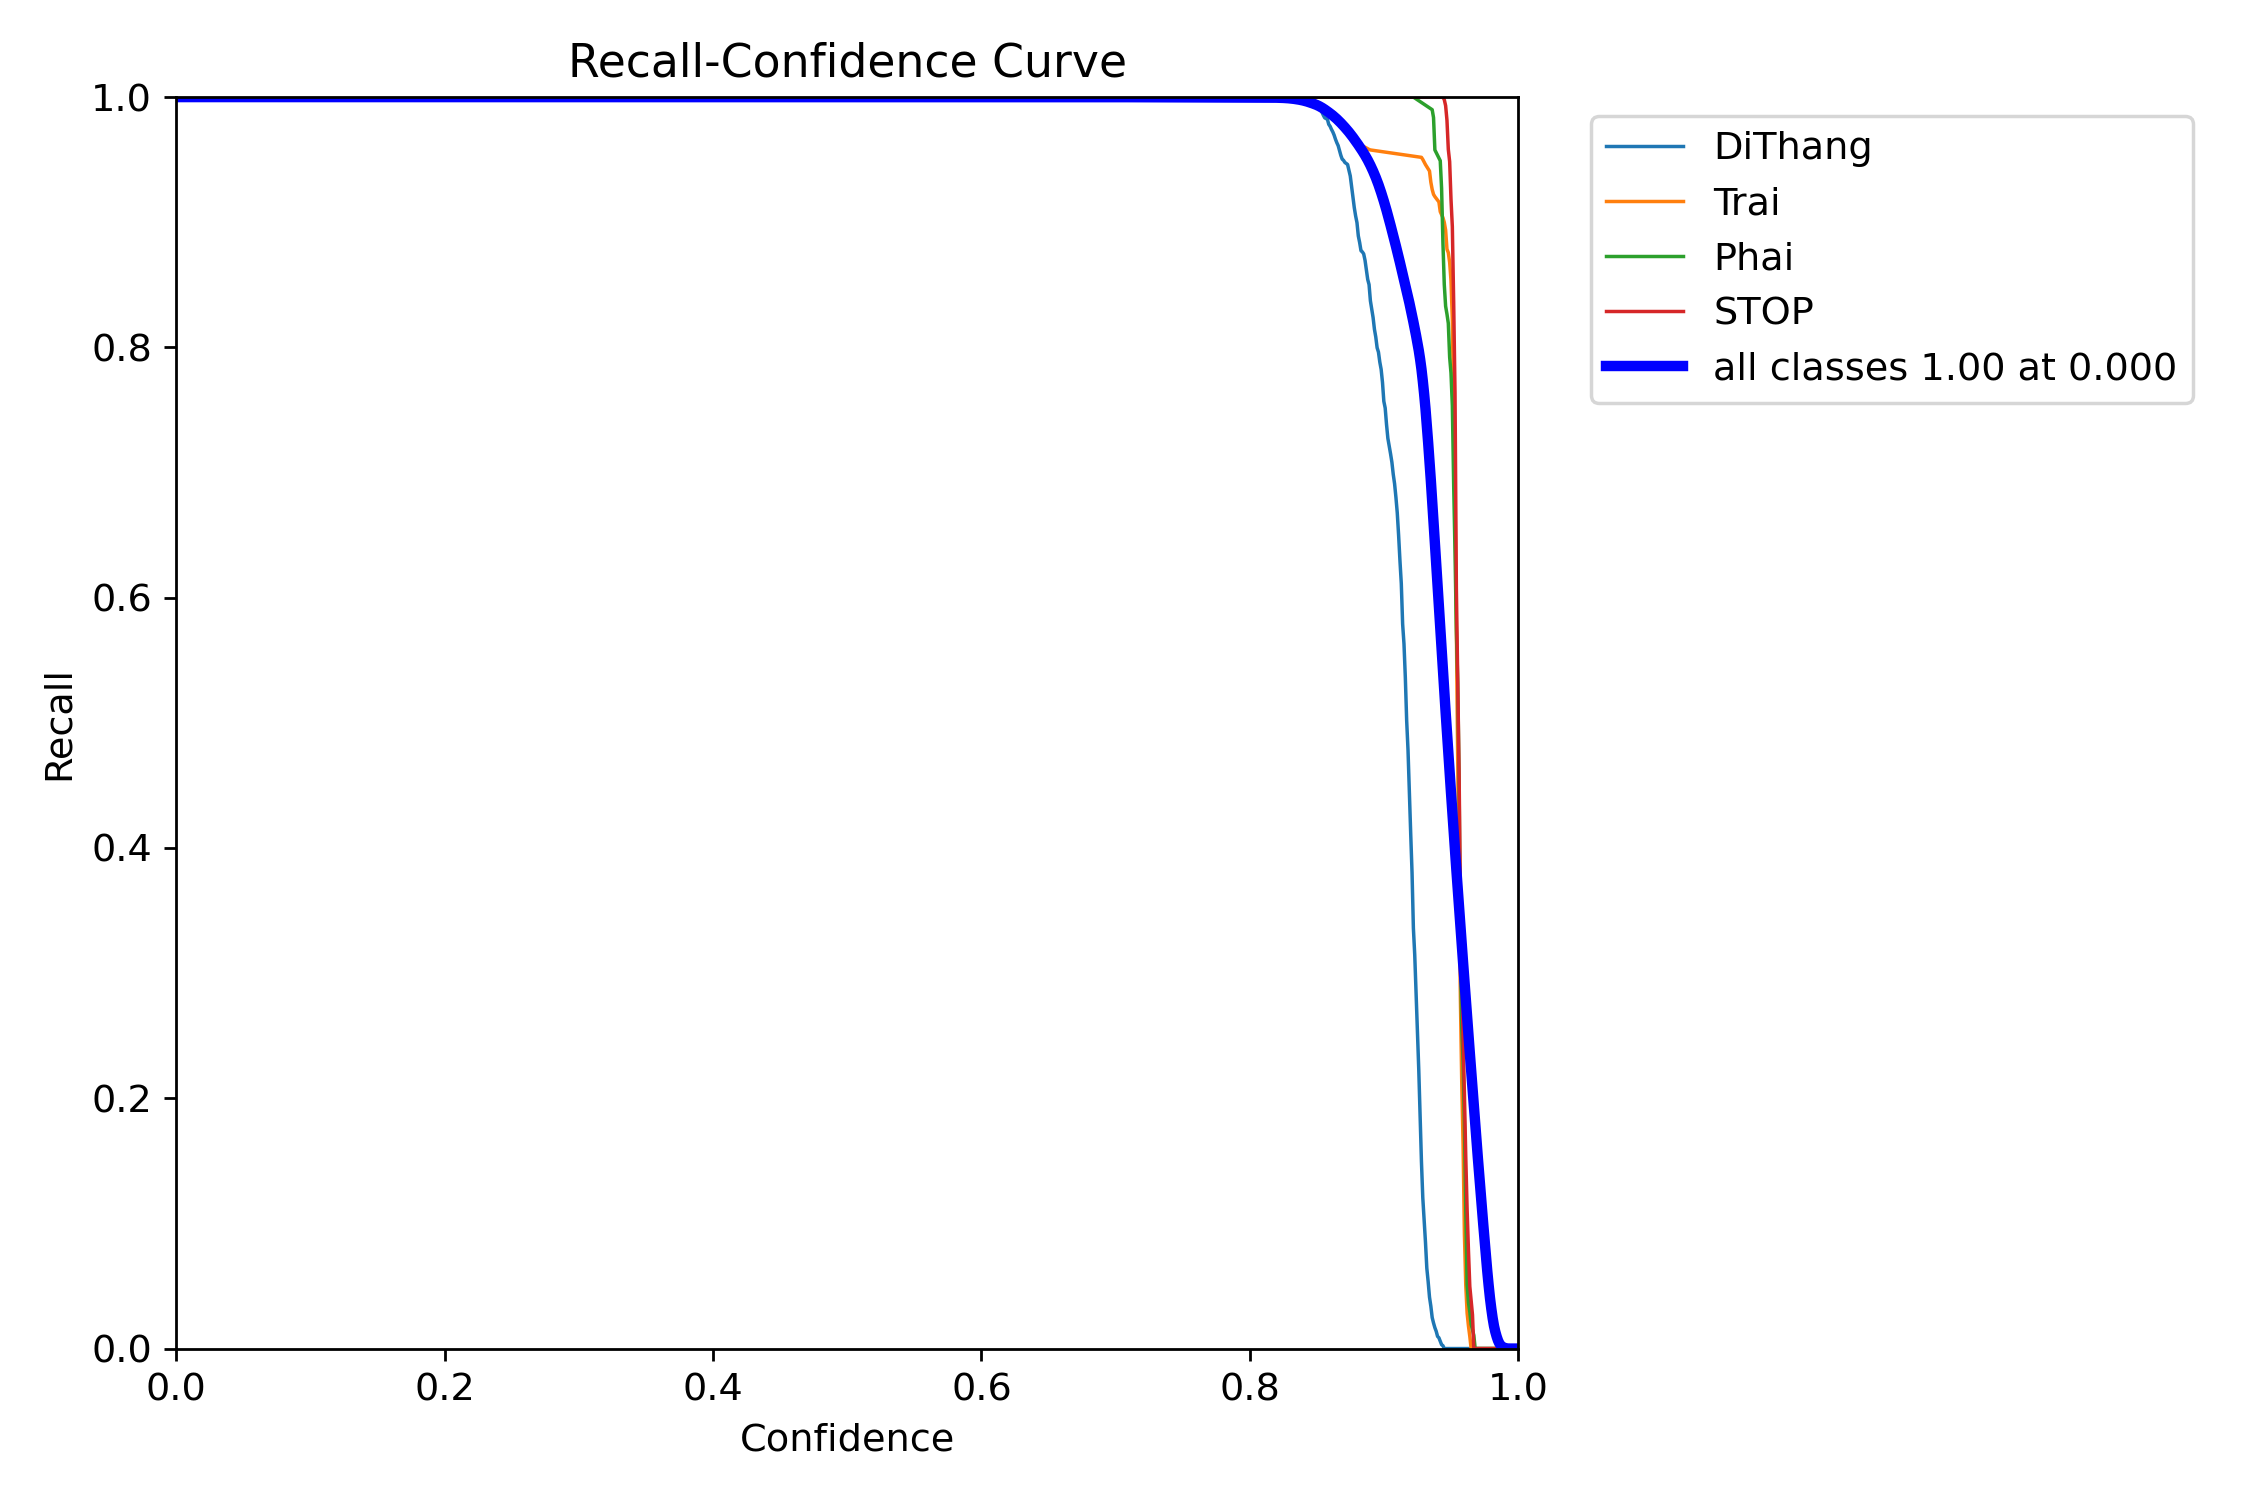 Recall-Confidence Curve
1.0
0.8
0.6
0.4
0.2
0.0
Recall
0.0 0.2 0.4 0.6 0.8 1.0
Confidence
DiThang
Trai
Phai
STOP
all classes 1.00 at 0.000